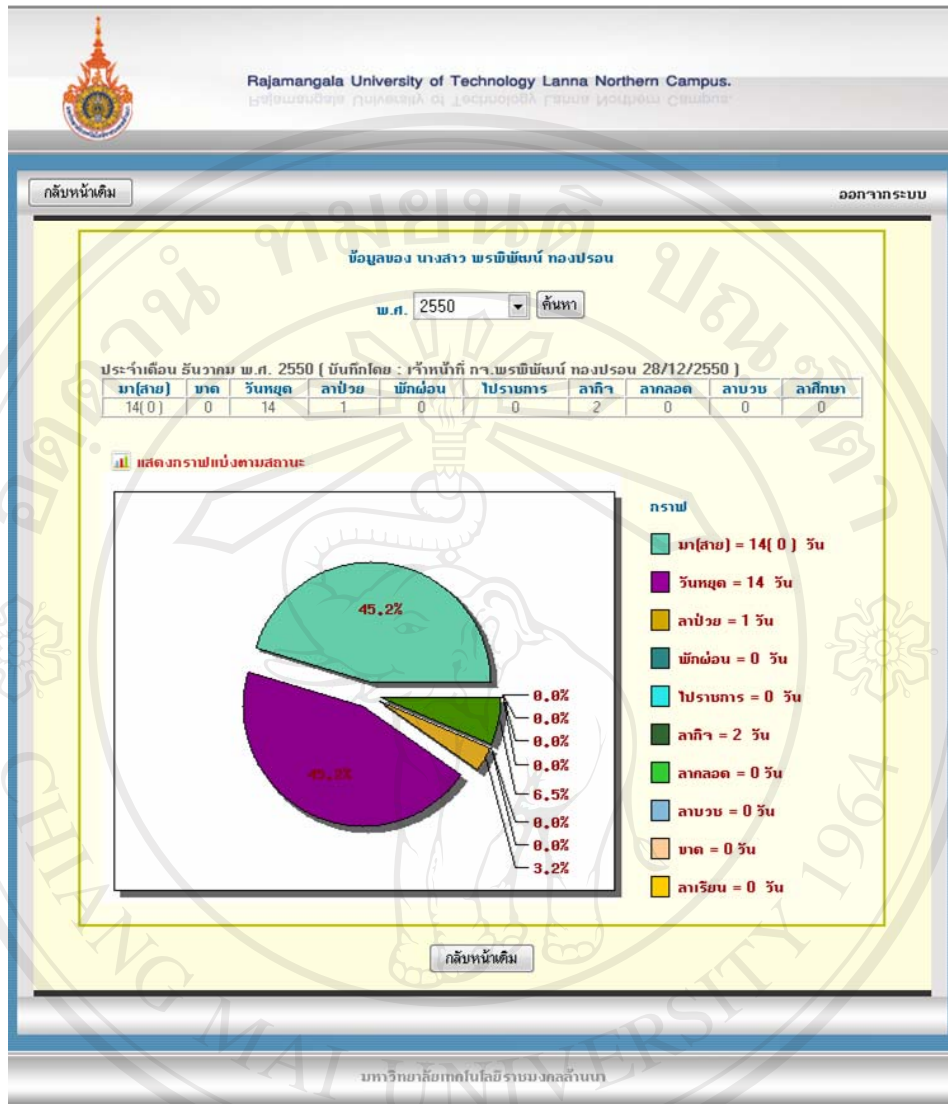 Rajamangala University of Technology Lanna Northern Campus.
กลับหน้าเดิม
ออกจากระบบ
ข้อมูลของ นางสาว พรพิพัฒน์ ทองปรอน
พ.ศ. 2550 ค้นหา
ประจำเดือน ธันวาคม พ.ศ. 2550 ( บันทึกโดย : เจ้าหน้าที่ กจ.พรพิพัฒน์ ทองปรอน 28/12/2550 )
มา(สาย) ขาด วันหยุด ลาป่วย พักผ่อน ไปราชการ ลากิจ ลาคลอด ลาบวช ลาศึกษา
14( 0 ) 0 14 1 0 0 2 0 0 0
แสดงกราฟแบ่งตามสถานะ
กราฟ
มา(สาย) = 14( 0 ) วัน
วันหยุด = 14 วัน
ลาป่วย = 1 วัน
พักผ่อน = 0 วัน
ไปราชการ = 0 วัน
ลากิจ = 2 วัน
ลาคลอด = 0 วัน
ลาบวช = 0 วัน
ขาด = 0 วัน
ลาเรียน = 0 วัน
45.2%
45.2%
0.0%
0.0%
0.0%
0.0%
6.5%
0.0%
0.0%
3.2%
กลับหน้าเดิม
มหาวิทยาลัยเทคโนโลยีราชมงคลล้านนา
CHIANG MAI UNIVERSITY 1964